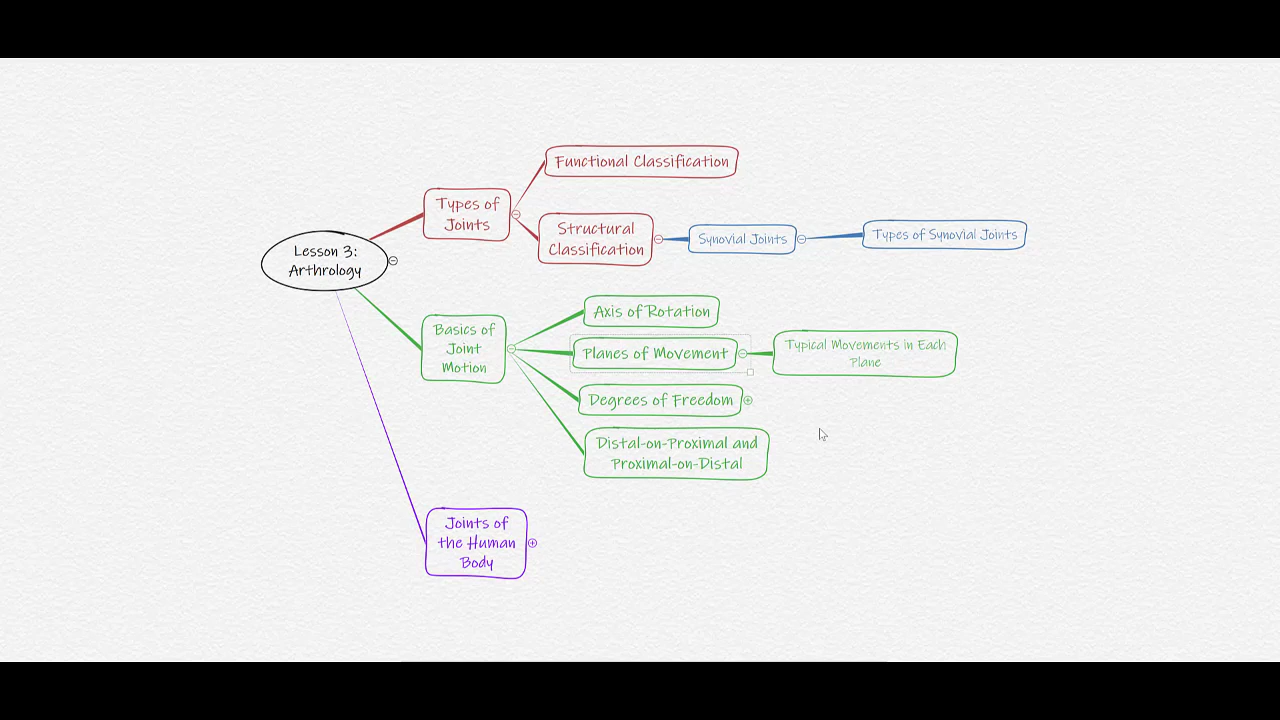 Functional Classification
Types of
Joints
Structural
Classification
Synovial Joints
Types of Synovial Joints
Lesson 3:
Arthrology
Basics of
Joint
Motion
Axis of Rotation
Planes of Movement
Typical Movements in Each
Plane
Degrees of Freedom
Distal-on-Proximal and
Proximal-on-Distal
Joints of
the Human
Body